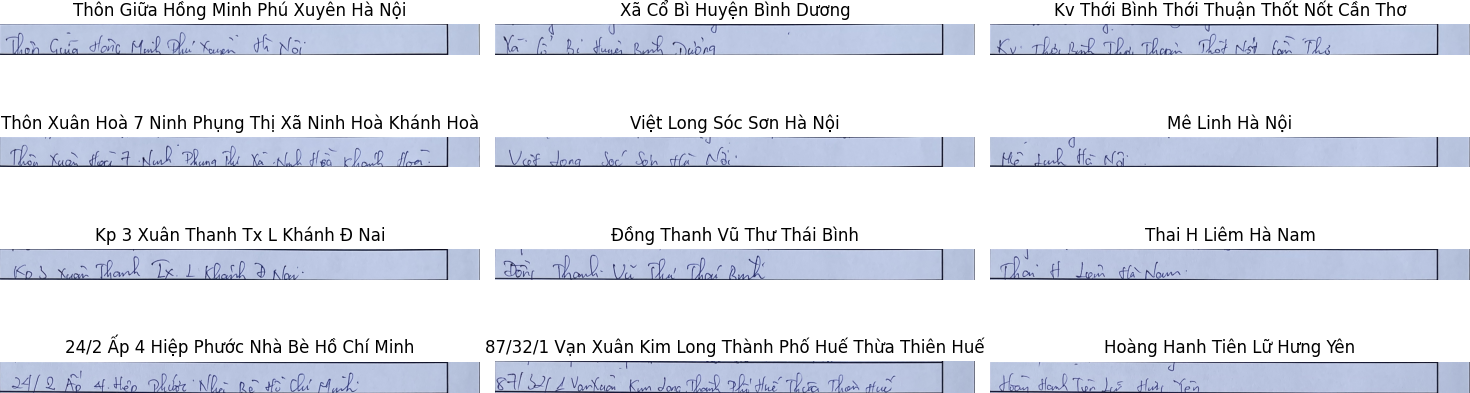 Thôn Giữa Hồng Minh Phú Xuyên Hà Nội
Xã Cổ Bì Huyện Bình Dương
Kv Thới Bình Thới Thuận Thốt Nốt Cần Thơ
Thôn Giữa Hồng Minh Phú Xuyên Hà Nội
Xã Cổ Bì Huyện Bình Dương
Kv. Thới Bình Thới Thuận Thốt Nốt Cần Thơ
Thôn Xuân Hoà 7 Ninh Phụng Thị Xã Ninh Hoà Khánh Hoà
Việt Long Sóc Sơn Hà Nội
Mê Linh Hà Nội
Thôn Xuân Hoà 7 Ninh Phụng Thị Xã Ninh Hoà Khánh Hoà.
Việt Long Sóc Sơn Hà Nội.
Mê Linh Hà Nội.
Kp 3 Xuân Thanh Tx L Khánh Đ Nai
Đồng Thanh Vũ Thư Thái Bình
Thai H Liêm Hà Nam
Kp 3 Xuân Thanh Tx. L Khánh Đ Nai.
Đồng Thanh. Vũ Thư Thái Bình
Thai H Liêm Hà Nam.
24/2 Ấp 4 Hiệp Phước Nhà Bè Hồ Chí Minh
87/32/1 Vạn Xuân Kim Long Thành Phố Huế Thừa Thiên Huế
Hoàng Hanh Tiên Lữ Hưng Yên
24/2 Ấp 4. Hiệp Phước Nhà Bè Hồ Chí Minh.
87/32/1 Vạn Xuân Kim Long Thành Phố Huế Thừa Thiên Huế
Hoàng Hanh Tiên Lữ Hưng Yên